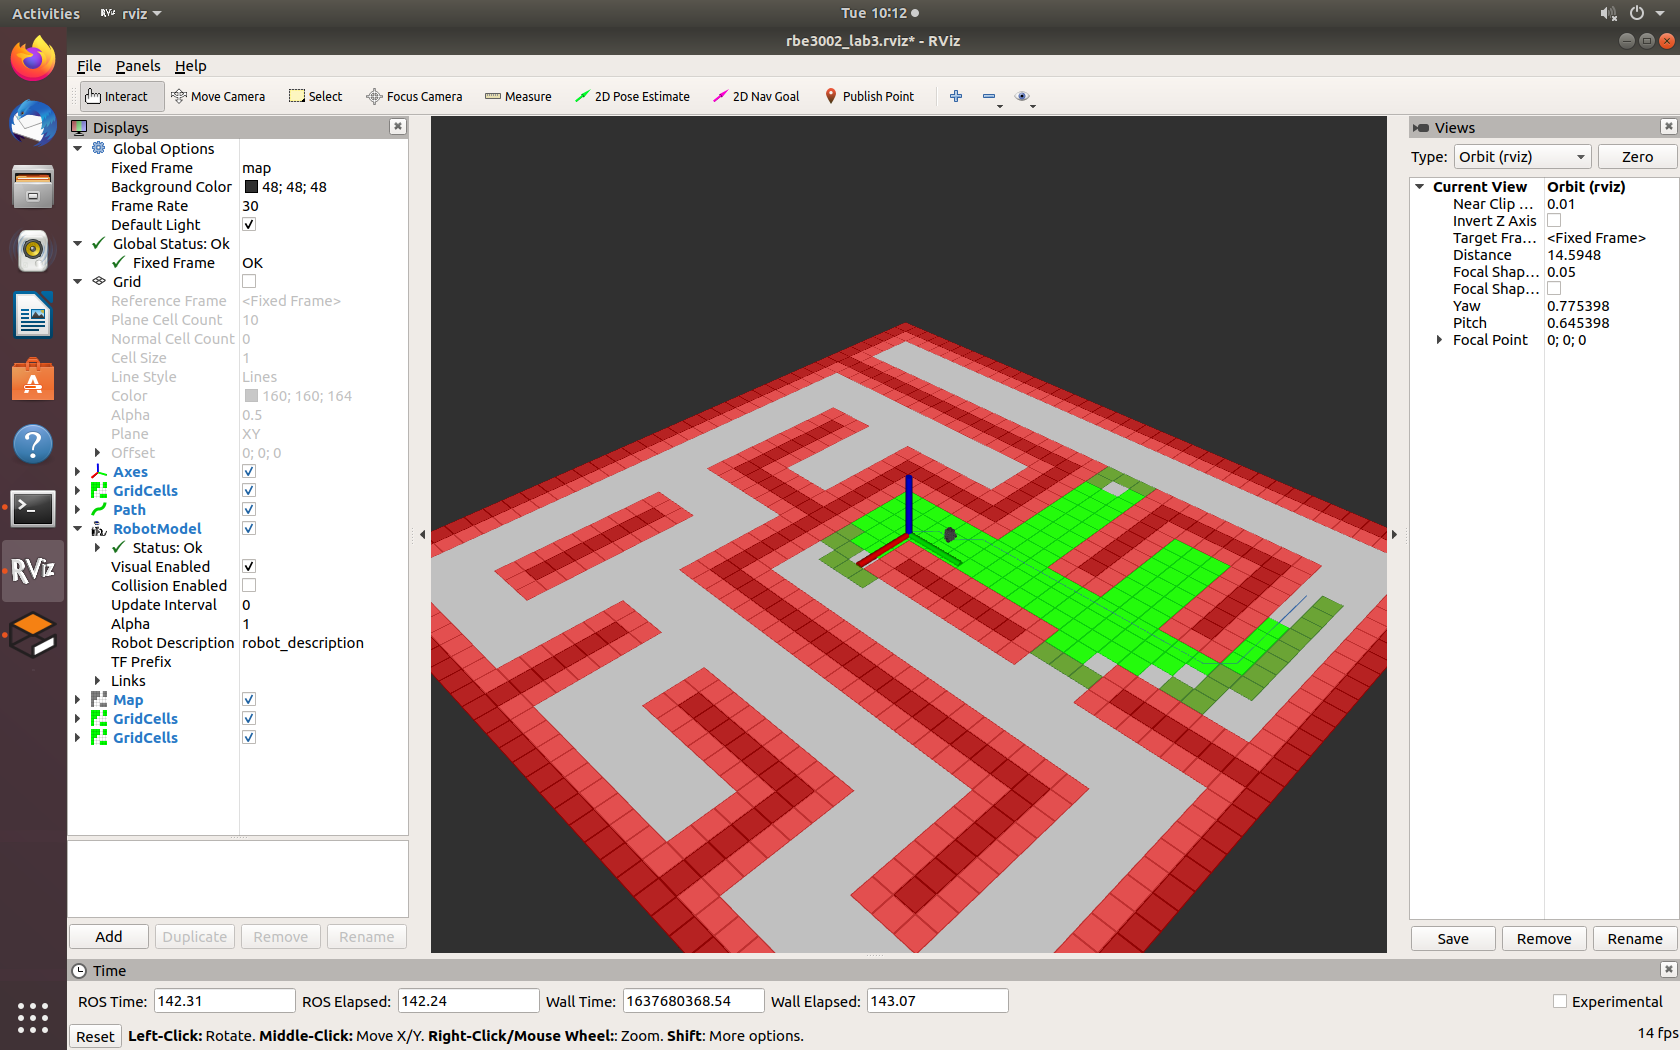 Activities rviz Tue 10:12
rbe3002_lab3.rviz* - RViz
File Panels Help
Interact Move Camera Select Focus Camera Measure 2D Pose Estimate 2D Nav Goal Publish Point
Displays
Global Options
Fixed Frame map
Background Color 48; 48; 48
Frame Rate 30
Default Light
Global Status: Ok
Fixed Frame OK
Grid
Reference Frame <Fixed Frame>
Plane Cell Count 10
Normal Cell Count 0
Cell Size 1
Line Style Lines
Color 160; 160; 164
Alpha 0.5
Plane XY
Offset 0; 0; 0
Axes
GridCells
Path
RobotModel
Status: Ok
Visual Enabled
Collision Enabled
Update Interval 0
Alpha 1
Robot Description robot_description
TF Prefix
Links
Map
GridCells
GridCells
Add Duplicate Remove Rename
RViz
Views
Type: Orbit (rviz) Zero
Current View Orbit (rviz)
Near Clip ... 0.01
Invert Z Axis
Target Fra... <Fixed Frame>
Distance 14.5948
Focal Shap... 0.05
Focal Shap...
Yaw 0.775398
Pitch 0.645398
Focal Point 0; 0; 0
Save Remove Rename
Time
ROS Time: 142.31 ROS Elapsed: 142.24 Wall Time: 1637680368.54 Wall Elapsed: 143.07 Experimental
Reset Left-Click: Rotate. Middle-Click: Move X/Y. Right-Click/Mouse Wheel:: Zoom. Shift: More options. 14 fps